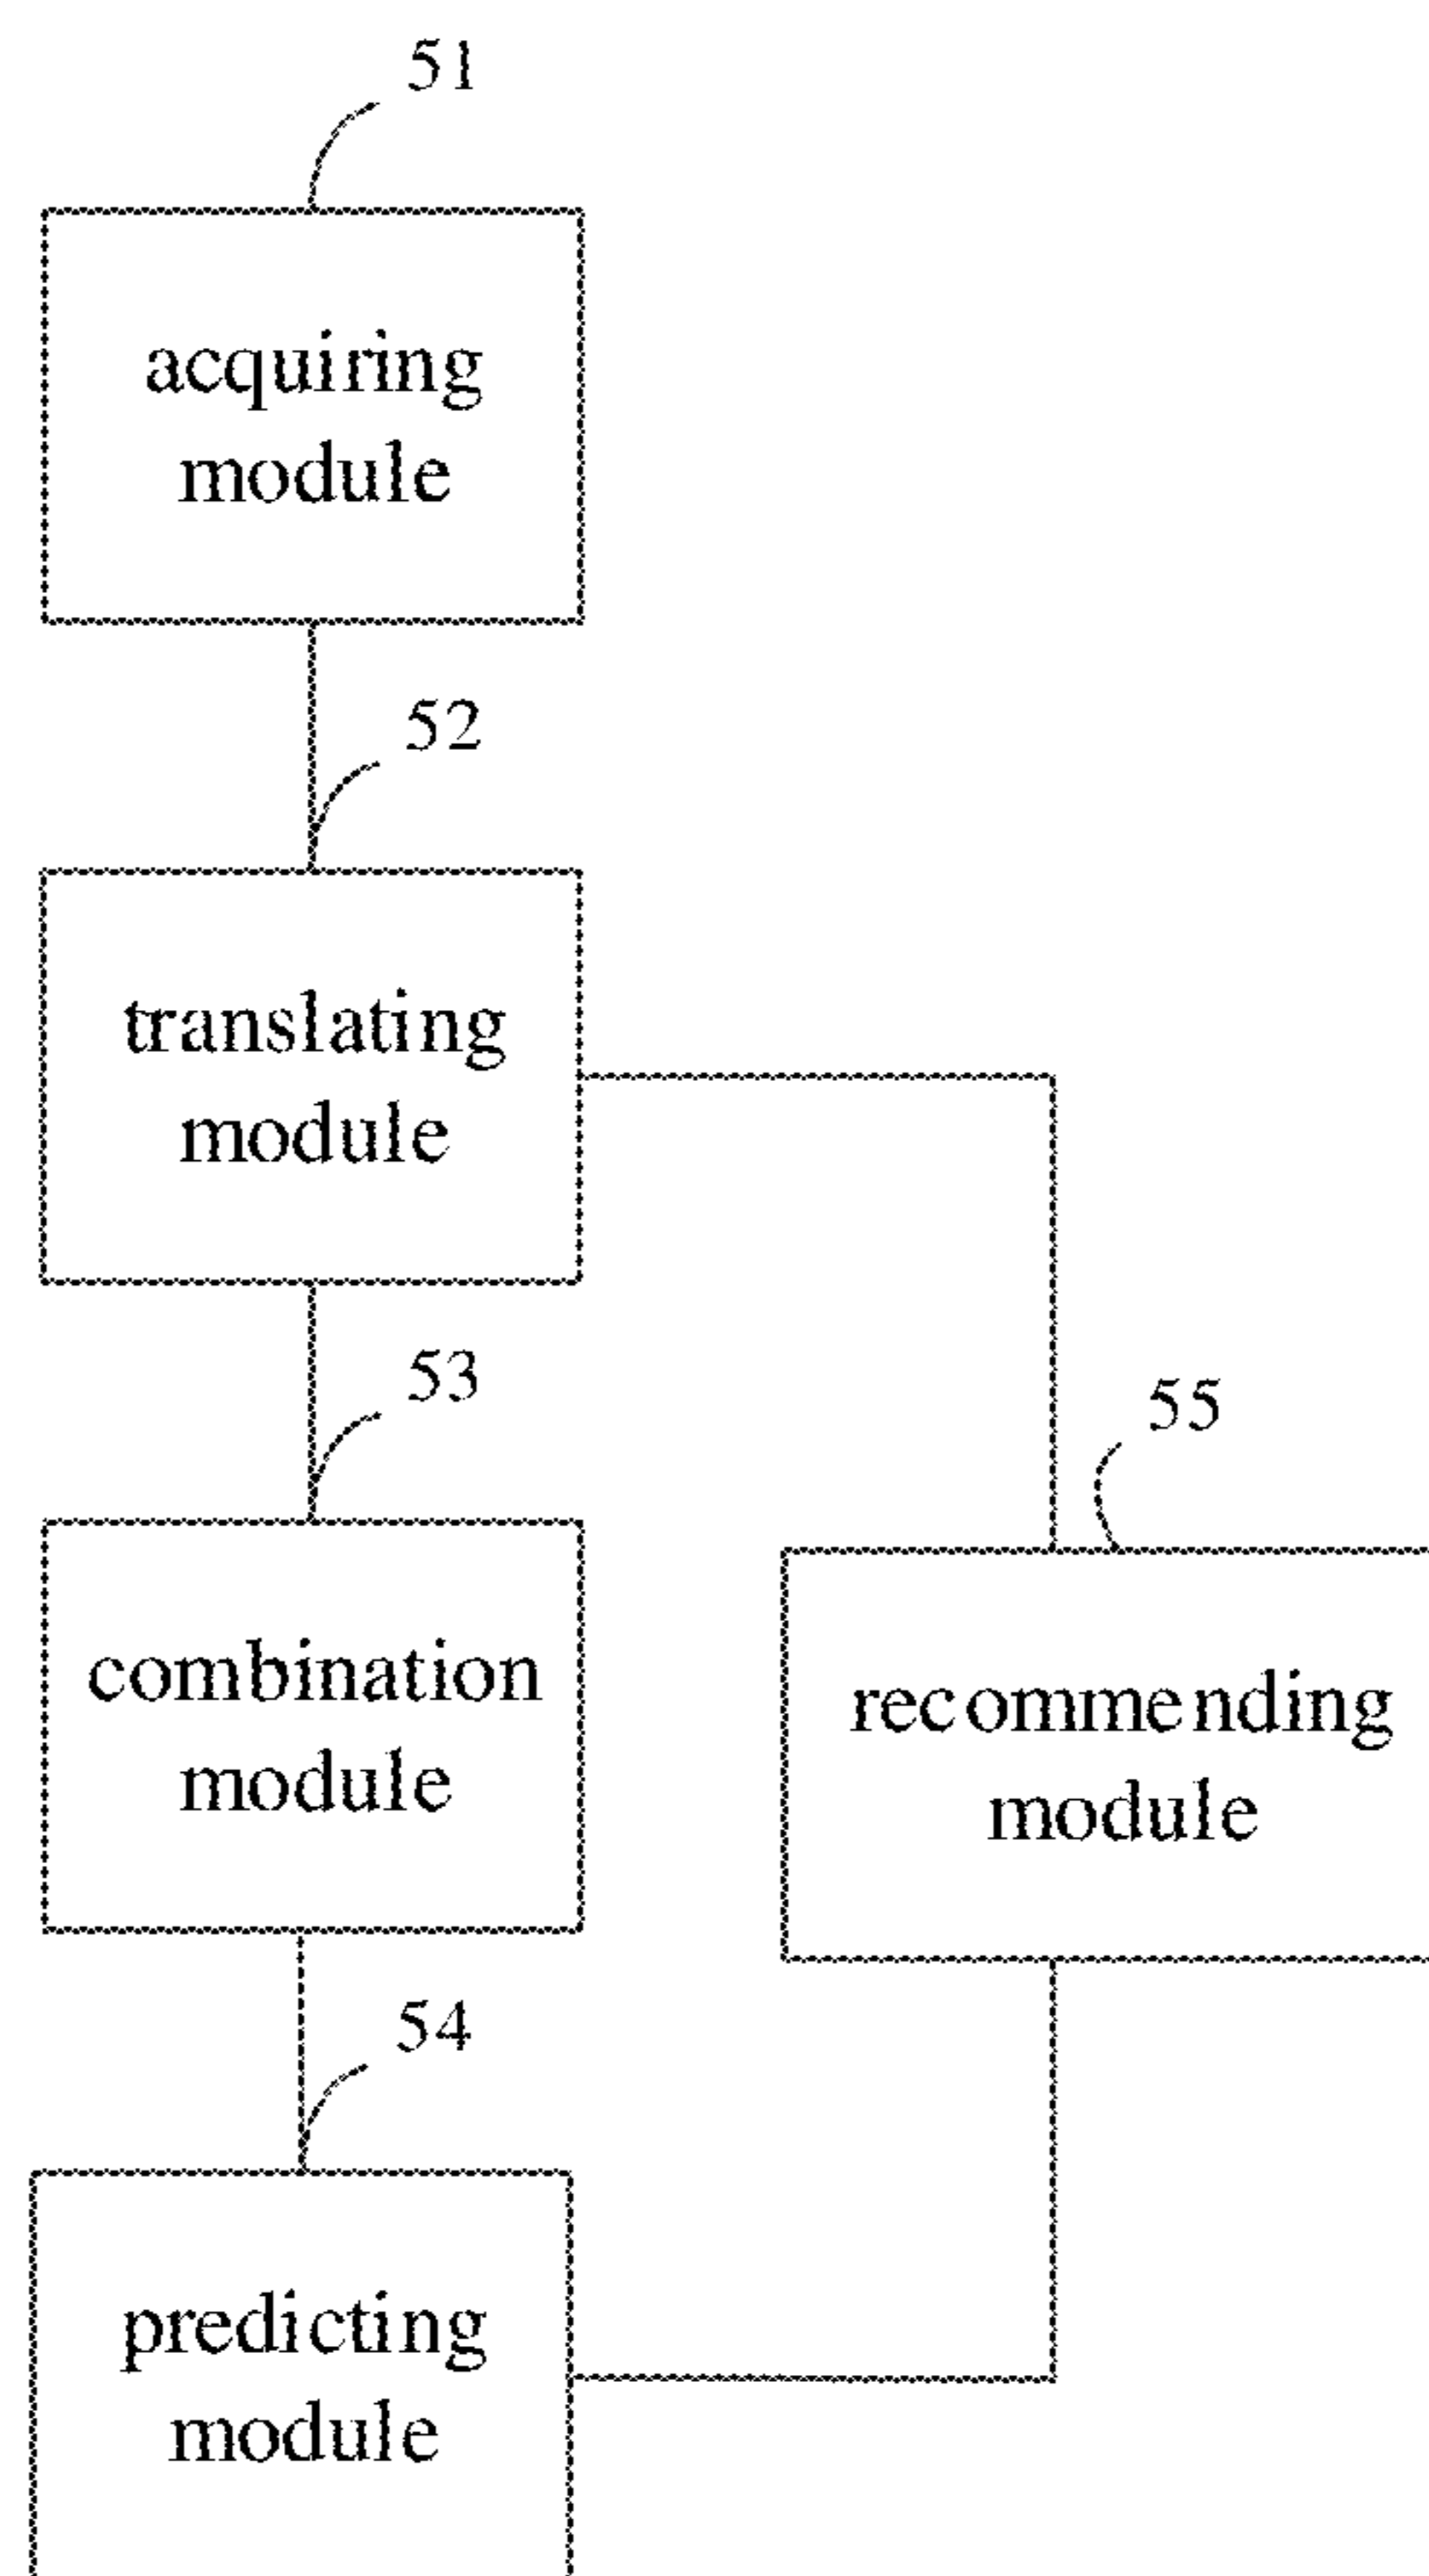 51
acquiring
module
52
translating
module
53
combination
module
55
recommending
module
54
predicting
module